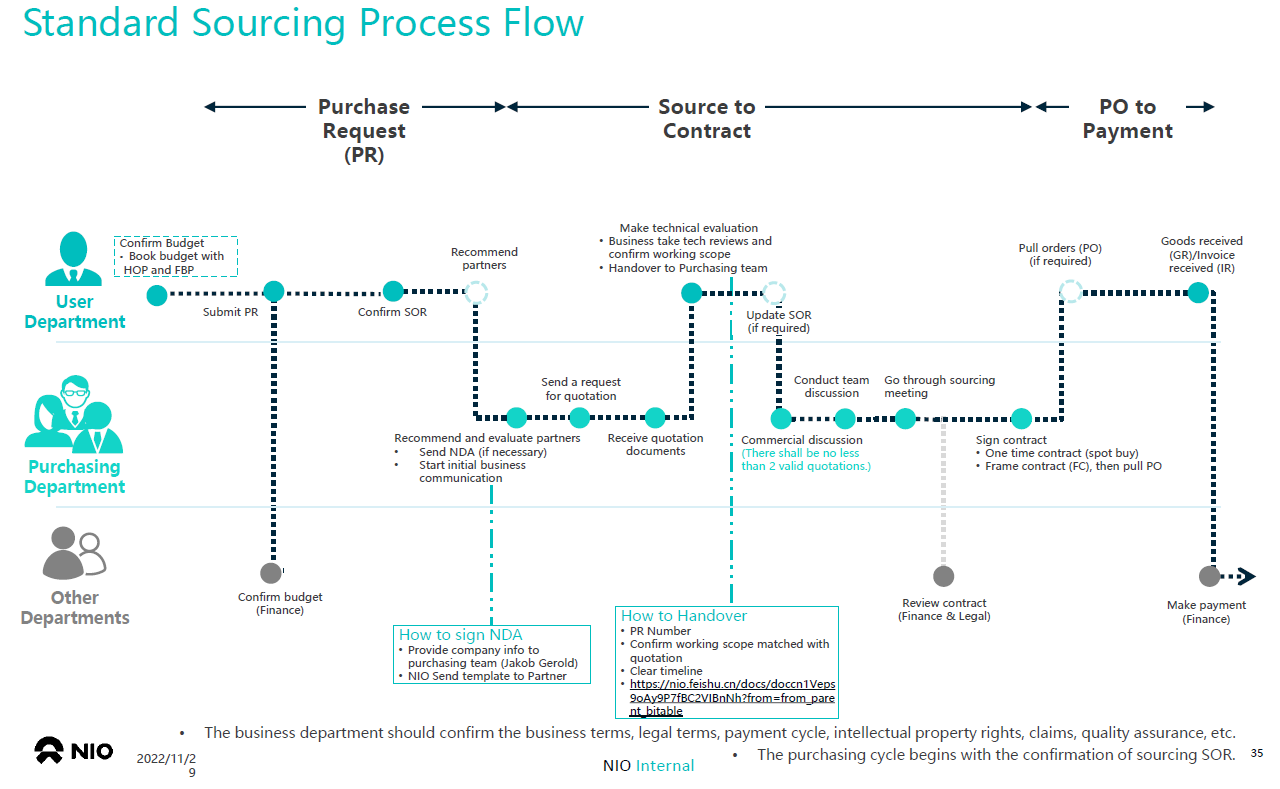 Standard Sourcing Process Flow
Purchase
Request
(PR)
Source to
Contract
PO to
Payment
User
Department
Confirm Budget
• Book budget with
HOP and FBP
Submit PR
Confirm SOR
Recommend
partners
Make technical evaluation
• Business take tech reviews and
confirm working scope
• Handover to Purchasing team
Update SOR
(if required)
Pull orders (PO)
(if required)
Goods received
(GR)/Invoice
received (IR)
Purchasing
Department
Recommend and evaluate partners
• Send NDA (if necessary)
• Start initial business
communication
Send a request
for quotation
Receive quotation
documents
Commercial discussion
(There shall be no less
than 2 valid quotations.)
Conduct team
discussion
Go through sourcing
meeting
Sign contract
• One time contract (spot buy)
• Frame contract (FC), then pull PO
Other
Departments
Confirm budget
(Finance)
Review contract
(Finance & Legal)
Make payment
(Finance)
How to sign NDA
• Provide company info to
purchasing team (Jakob Gerold)
• NIO Send template to Partner
How to Handover
• PR Number
• Confirm working scope matched with
quotation
• Clear timeline
• https://nio.feishu.cn/docs/doccn1Veps
9oAy9P7fBC2VIBnNh?from=from_pare
nt_bitable
• The business department should confirm the business terms, legal terms, payment cycle, intellectual property rights, claims, quality assurance, etc.
• The purchasing cycle begins with the confirmation of sourcing SOR.
NIO
2022/11/2
9
NIO Internal
35